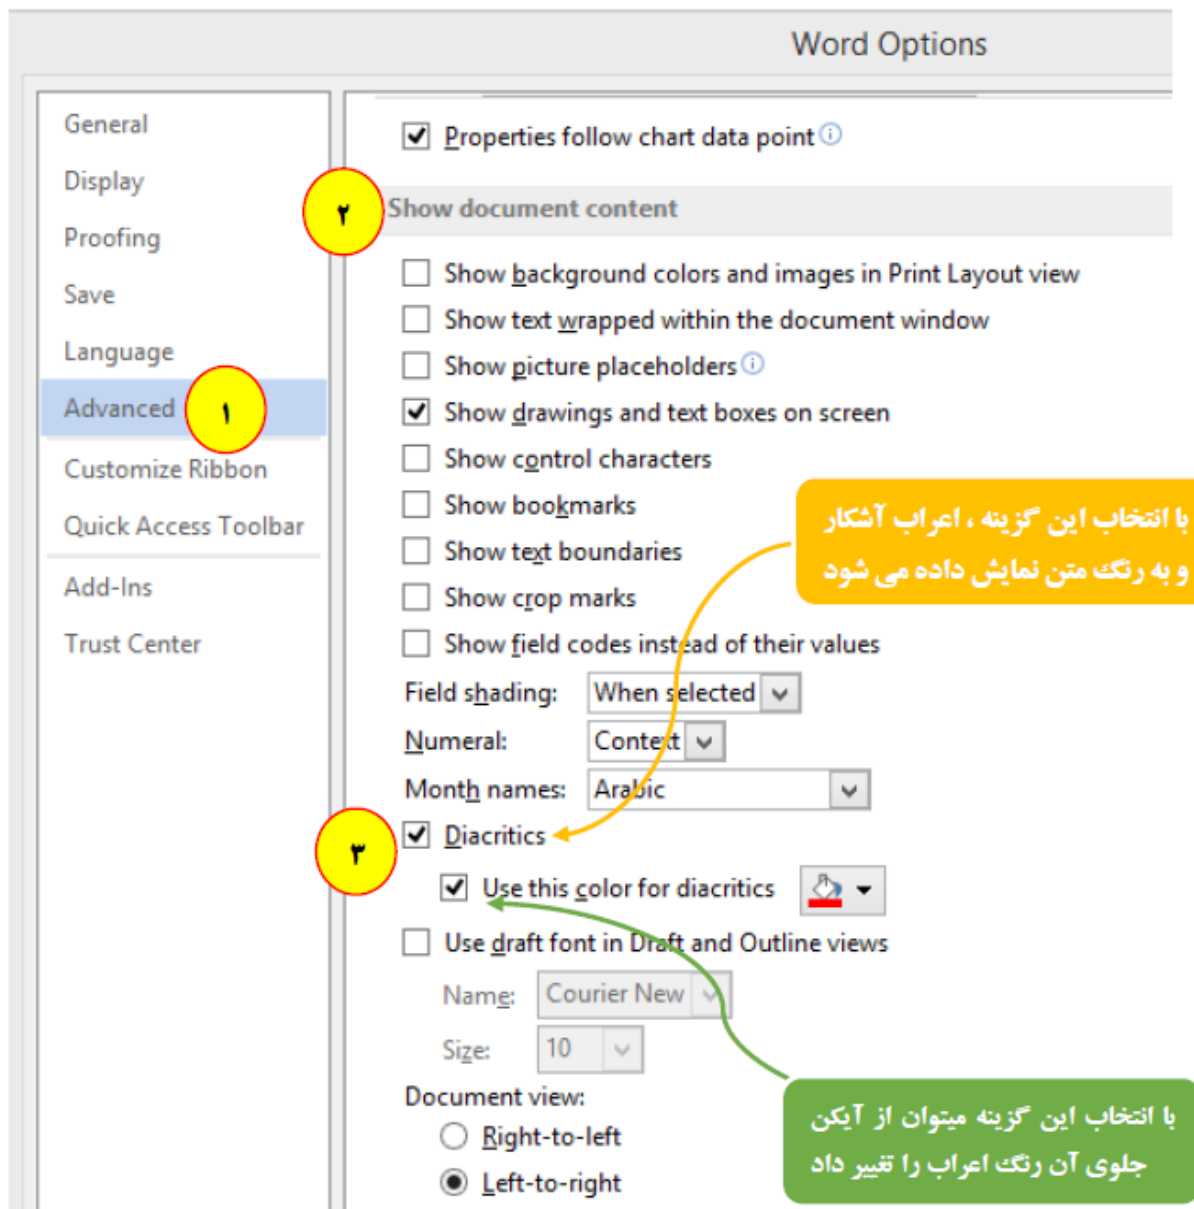 Word Options
General
Display
Proofing
Save
Language
Advanced
۱
Customize Ribbon
Quick Access Toolbar
Add-Ins
Trust Center
Properties follow chart data point
۲
Show document content
Show background colors and images in Print Layout view
Show text wrapped within the document window
Show picture placeholders
Show drawings and text boxes on screen
Show control characters
Show bookmarks
Show text boundaries
Show crop marks
Show field codes instead of their values
Field shading: When selected
Numeral: Context
Month names: Arabic
۳
Diacritics
Use this color for diacritics
Use draft font in Draft and Outline views
Name: Courier New
Size: 10
Document view:
Right-to-left
Left-to-right
با انتخاب این گزینه ، اعراب آشکار
و به رنگ متن نمایش داده می شود
با انتخاب این گزینه میتوان از آیکن
جلوی آن رنگ اعراب را تغییر داد